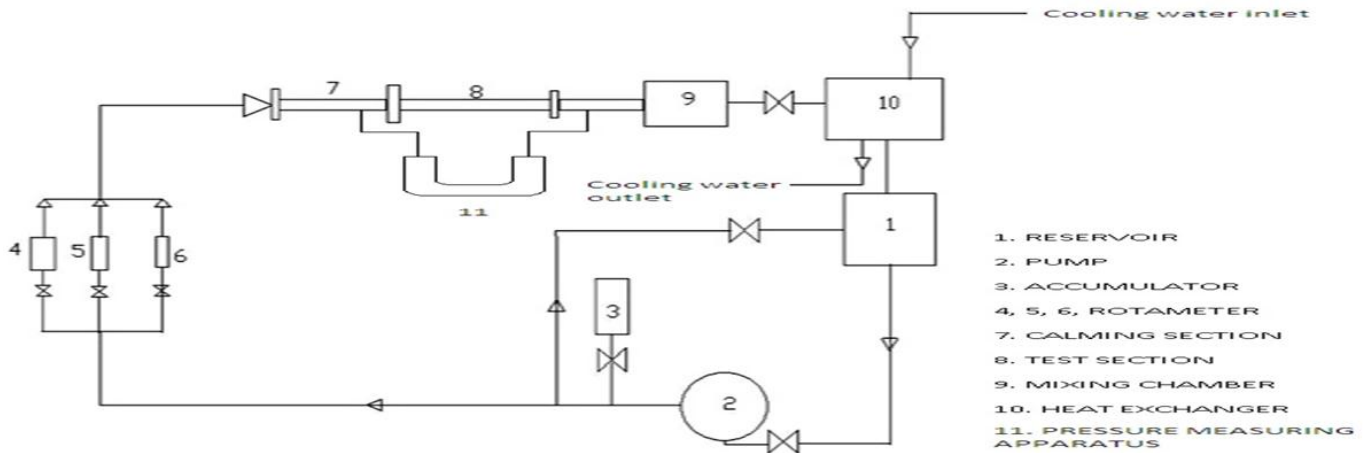 Cooling water inlet
7
8
9
10
Cooling water
outlet
11
4
5
6
1
3
2
1. RESERVOIR
2. PUMP
3. ACCUMULATOR
4, 5, 6, ROTAMETER
7. CALMING SECTION
8. TEST SECTION
9. MIXING CHAMBER
10. HEAT EXCHANGER
11. PRESSURE MEASURING
APPARATUS